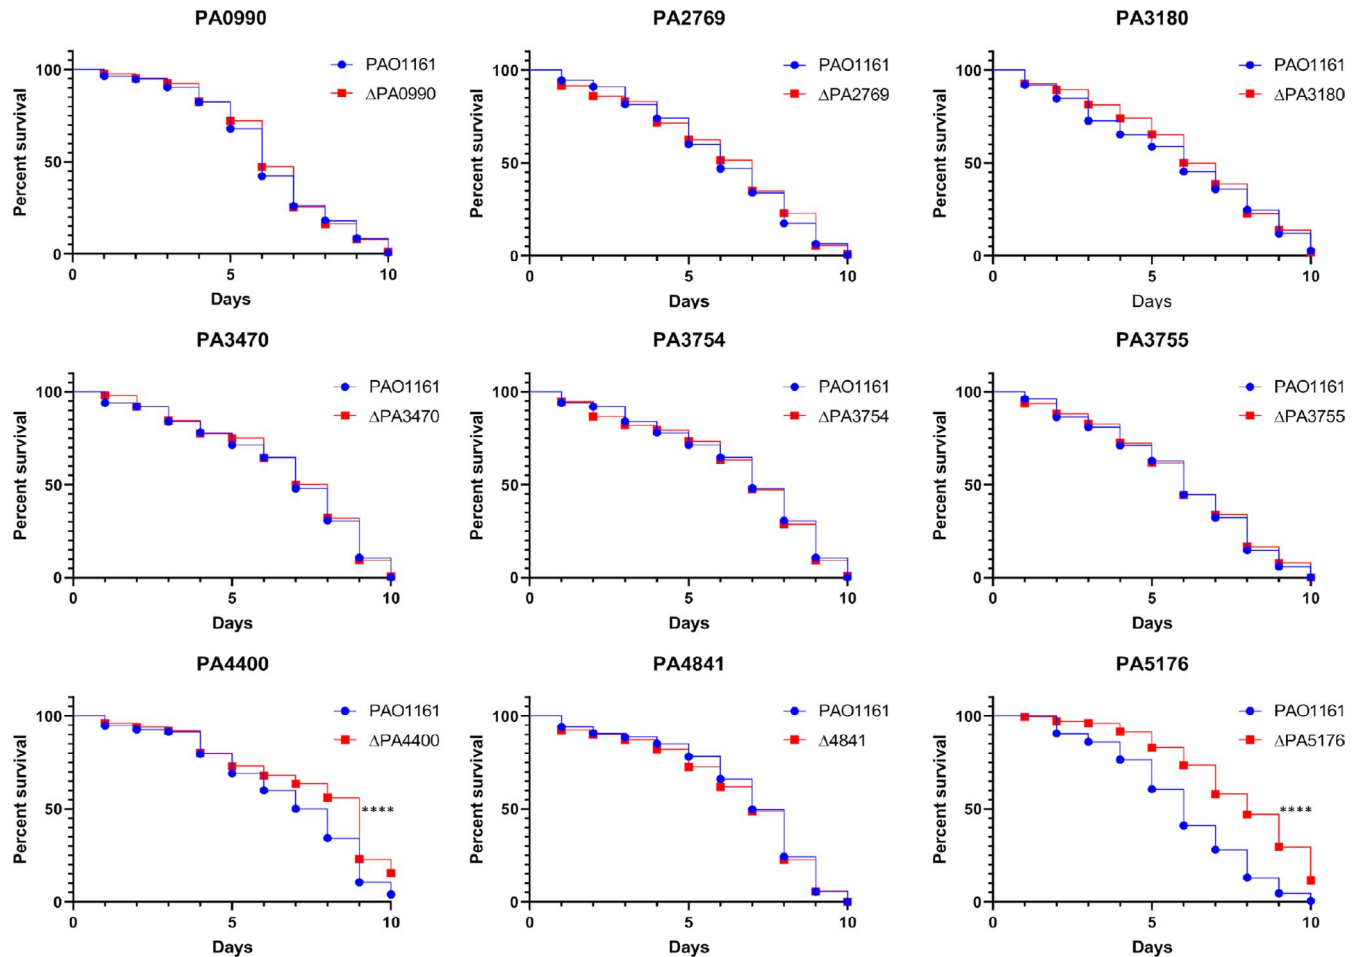 PA0990
PA2769
PA3180
Percent survival
100
50
0
0
5
10
Days
PAO1161
ΔPA0990
Percent survival
100
50
0
0
5
10
Days
PAO1161
ΔPA2769
Percent survival
100
50
0
0
5
10
Days
PAO1161
ΔPA3180
PA3470
PA3754
PA3755
Percent survival
100
50
0
0
5
10
Days
PAO1161
ΔPA3470
Percent survival
100
50
0
0
5
10
Days
PAO1161
ΔPA3754
Percent survival
100
50
0
0
5
10
Days
PAO1161
ΔPA3755
PA4400
PA4841
PA5176
Percent survival
100
50
0
0
5
10
Days
PAO1161
ΔPA4400
****
Percent survival
100
50
0
0
5
10
Days
PAO1161
Δ4841
Percent survival
100
50
0
0
5
10
Days
PAO1161
ΔPA5176
****